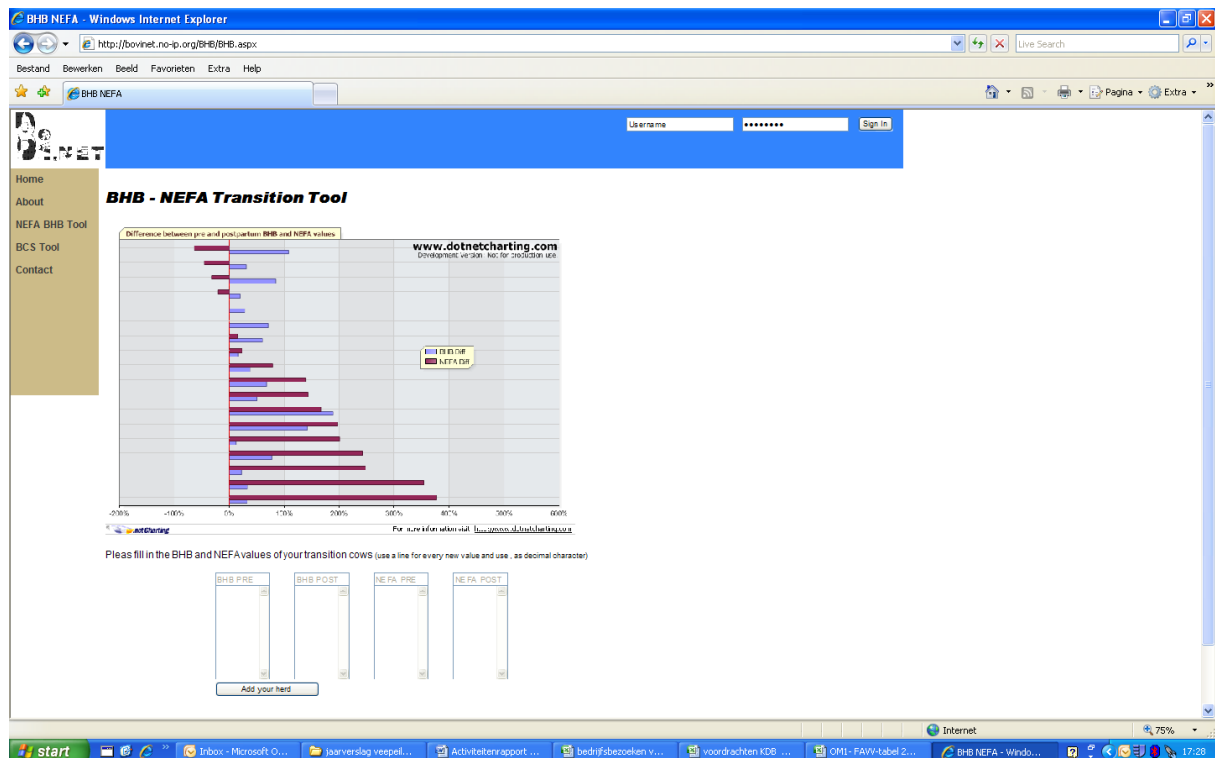 BHB NEFA - Windows Internet Explorer
http://bovinet.no-ip.org/BHB/BHB.aspx
Live Search
Bestand Bewerken Beeld Favorieten Extra Help
BHB NEFA
Pagina Extra
Username
Sign In
Home
About
NEFA BHB Tool
BCS Tool
Contact
BHB - NEFA Transition Tool
Difference between pre and postpartum BHB and NEFA values
www.dotnetcharting.com
Development Version. Not for production use.
BHB Diff
NEFA Diff
-200% -100% 0% 100% 200% 300% 400% 500% 600%
.netCharting
For more information visit
Pleas fill in the BHB and NEFA values of your transition cows (use a line for every new value and use , as decimal character)
BHB PRE BHB POST NEFA PRE NEFA POST
Add your herd
Internet
75%
start
Inbox - Microsoft O...
jaarverslag veepeil...
Activiteitenrapport ...
bedrijfsbezoeken v...
voordrachten KDB ...
OM1- FAVV-tabel 2...
BHB NEFA - Windo...
17:28